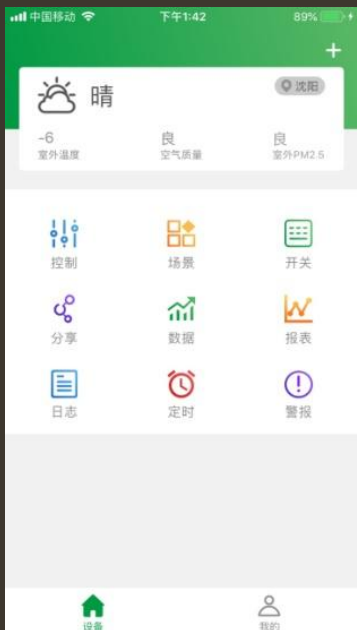 中国移动 下午1:42 89%
+
晴 沈阳
-6 良 良
室外温度 空气质量 室外PM2.5
控制 场景 开关
分享 数据 报表
日志 定时 警报
设备 我的